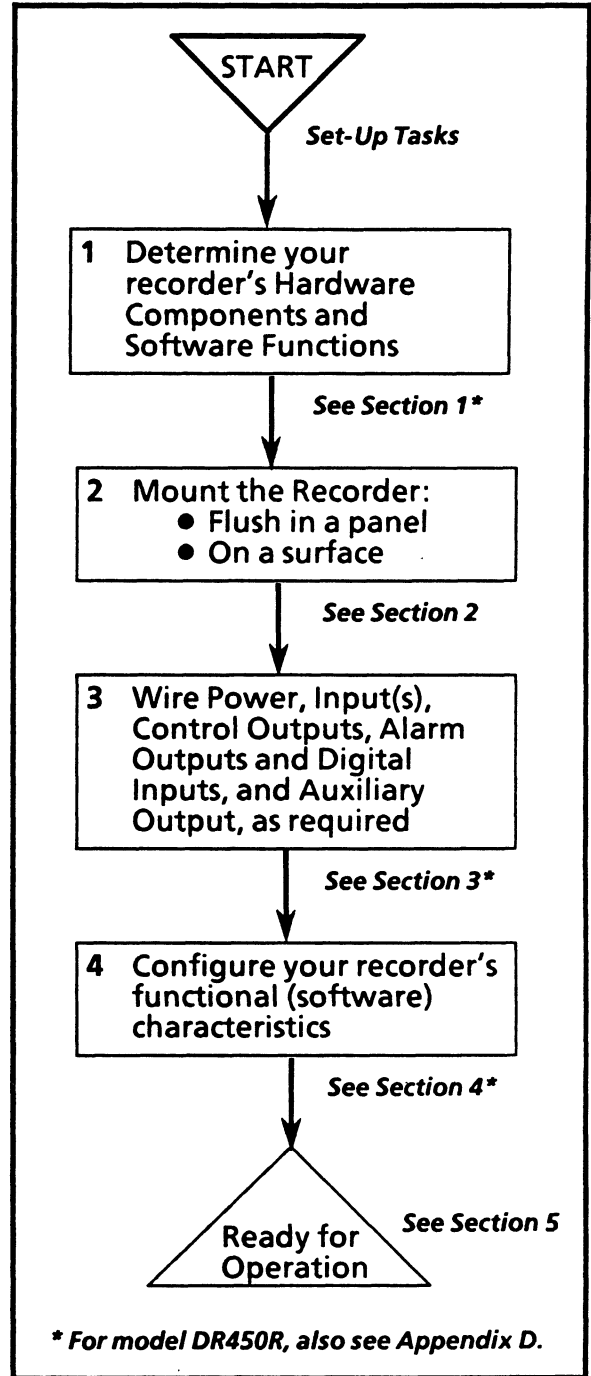 START
Set-Up Tasks
1 Determine your
recorder's Hardware
Components and
Software Functions
See Section 1*
2 Mount the Recorder:
● Flush in a panel
● On a surface
See Section 2
3 Wire Power, Input(s),
Control Outputs, Alarm
Outputs and Digital
Inputs, and Auxiliary
Output, as required
See Section 3*
4 Configure your recorder's
functional (software)
characteristics
See Section 4*
Ready for
Operation
See Section 5
* For model DR450R, also see Appendix D.